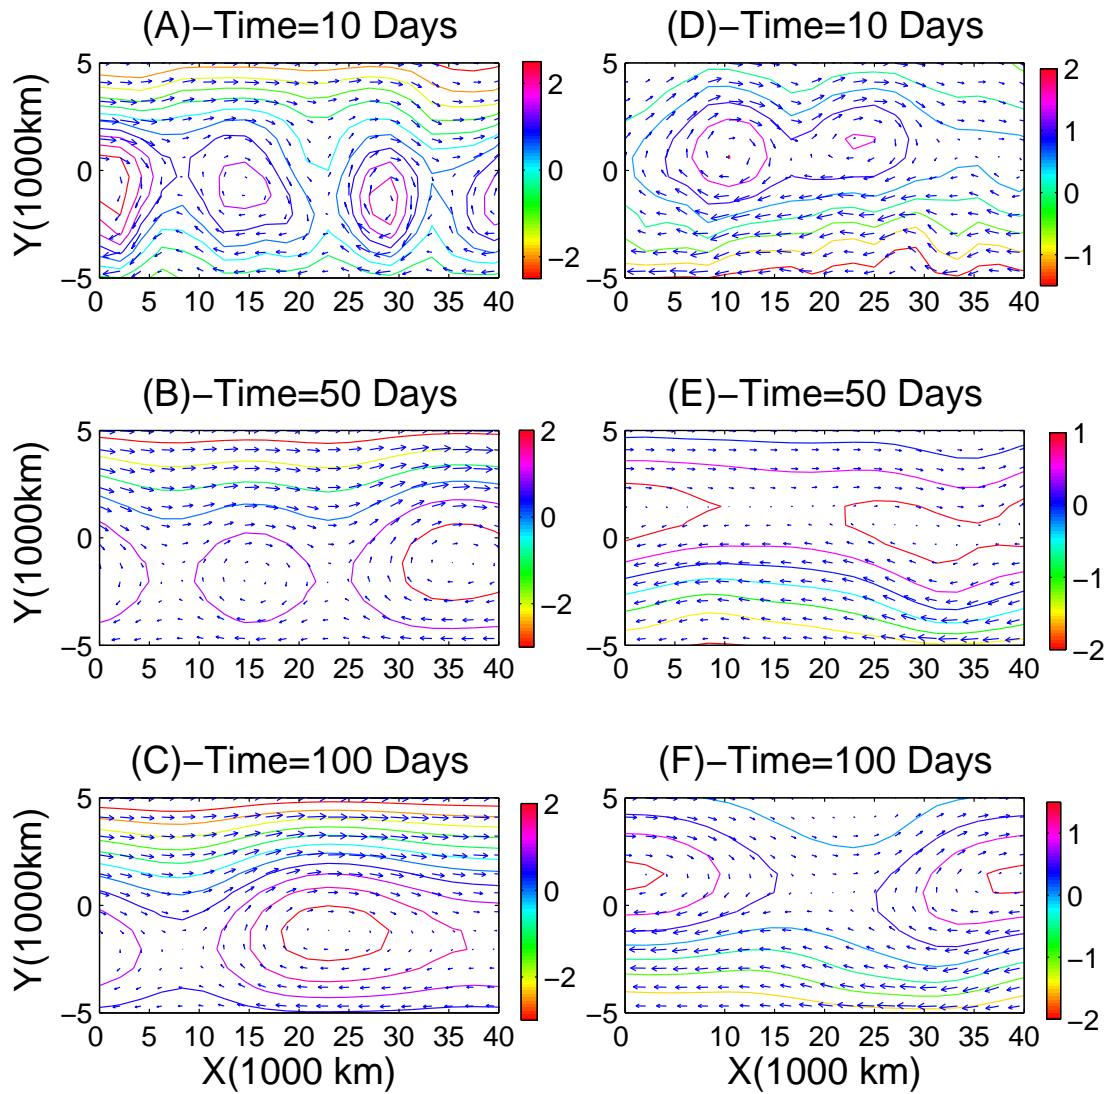 (A)−Time=10 Days
Y(1000km)
5
0
−5
0 5 10 15 20 25 30 35 40
2
0
−2
(D)−Time=10 Days
5
0
−5
0 5 10 15 20 25 30 35 40
2
1
0
−1
(B)−Time=50 Days
Y(1000km)
5
0
−5
0 5 10 15 20 25 30 35 40
2
0
−2
(E)−Time=50 Days
5
0
−5
0 5 10 15 20 25 30 35 40
1
0
−1
−2
(C)−Time=100 Days
Y(1000km)
5
0
−5
0 5 10 15 20 25 30 35 40
X(1000 km)
2
0
−2
(F)−Time=100 Days
5
0
−5
0 5 10 15 20 25 30 35 40
X(1000 km)
1
0
−1
−2